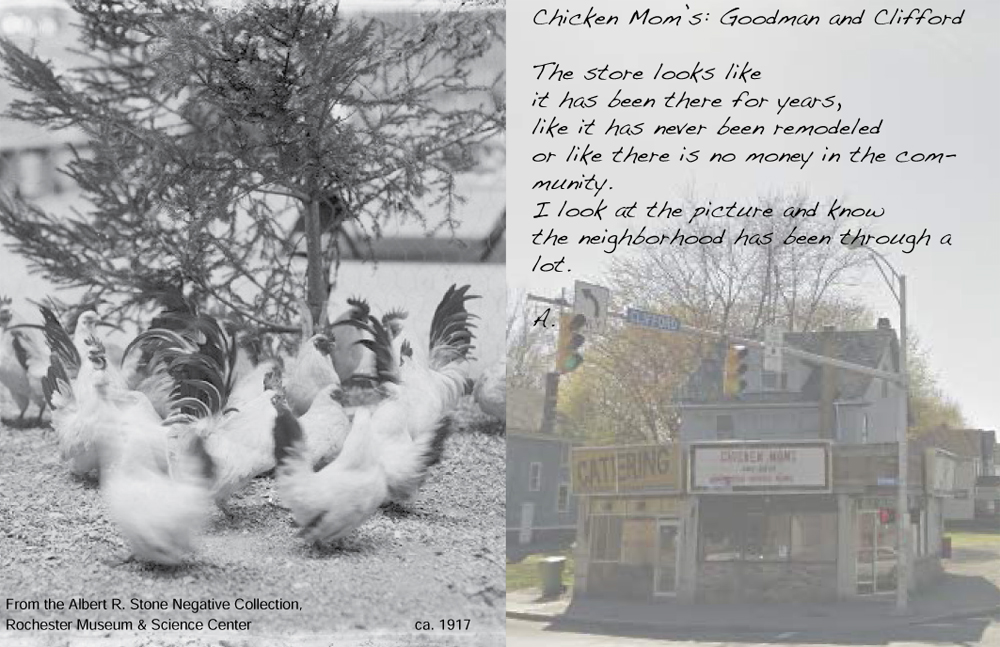 From the Albert R. Stone Negative Collection,
Rochester Museum & Science Center
ca. 1917
Chicken Mom's: Goodman and Clifford
The store looks like
it has been there for years,
like it has never been remodeled
or like there is no money in the com-
munity.
I look at the picture and know
the neighborhood has been through a
lot.
A.
CLIFFORD
CATERING
CHICKEN MOM'S